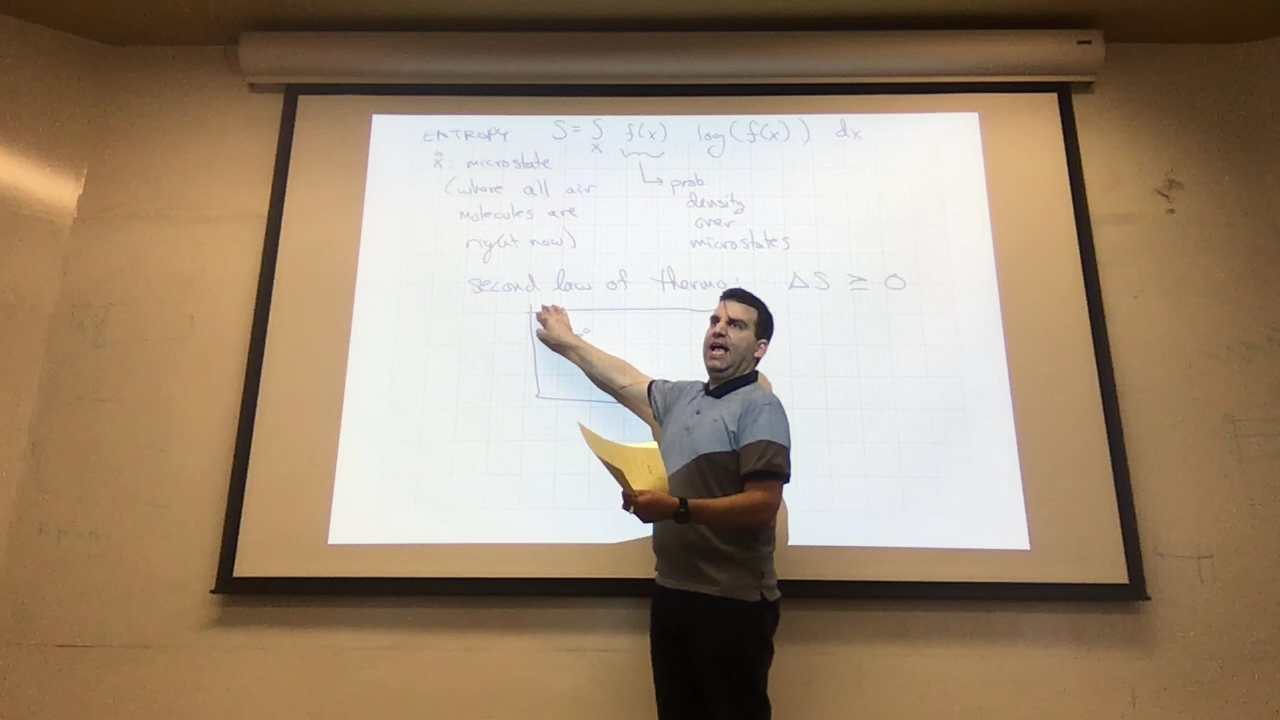 ENTROPY S = ∫ f(x) log(f(x)) dx
x
x⃗: microstate
(where all air
molecules are
right now)
↳ prob
density
over
microstates
second law of thermo: ΔS ≥ 0